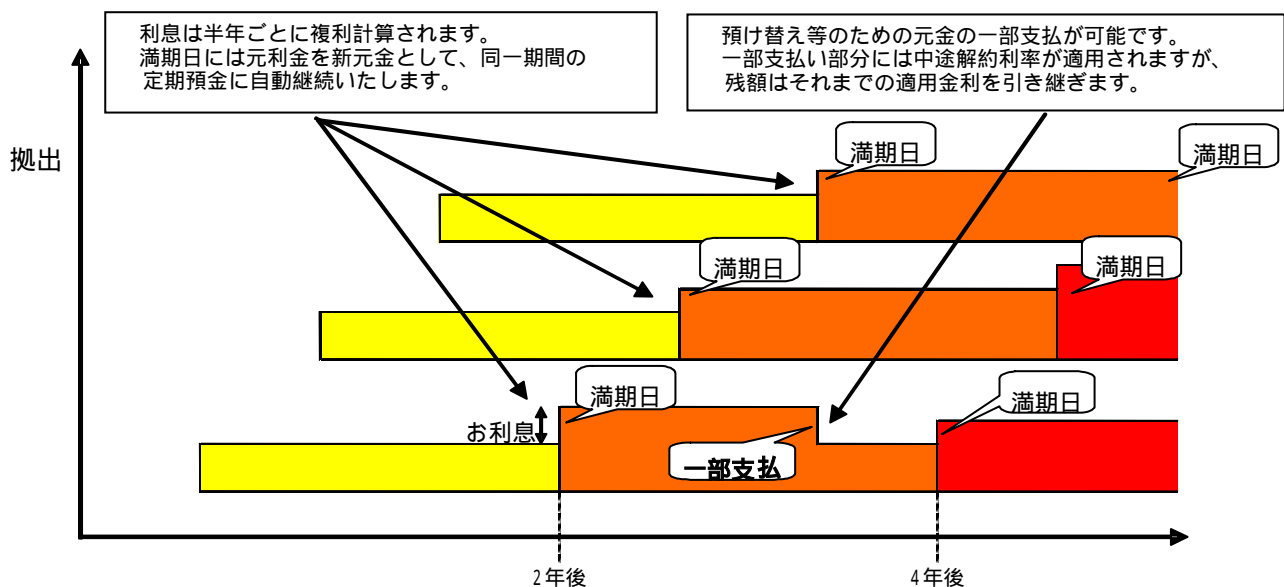 利息は半年ごとに複利計算されます。
満期日には元利金を新元金として、同一期間の
定期預金に自動継続いたします。
預け替え等のための元金の一部支払が可能です。
一部支払い部分には中途解約利率が適用されますが、
残額はそれまでの適用金利を引き継ぎます。
拠出
満期日
満期日
満期日
満期日
満期日
満期日
お利息
一部支払
2年後
4年後